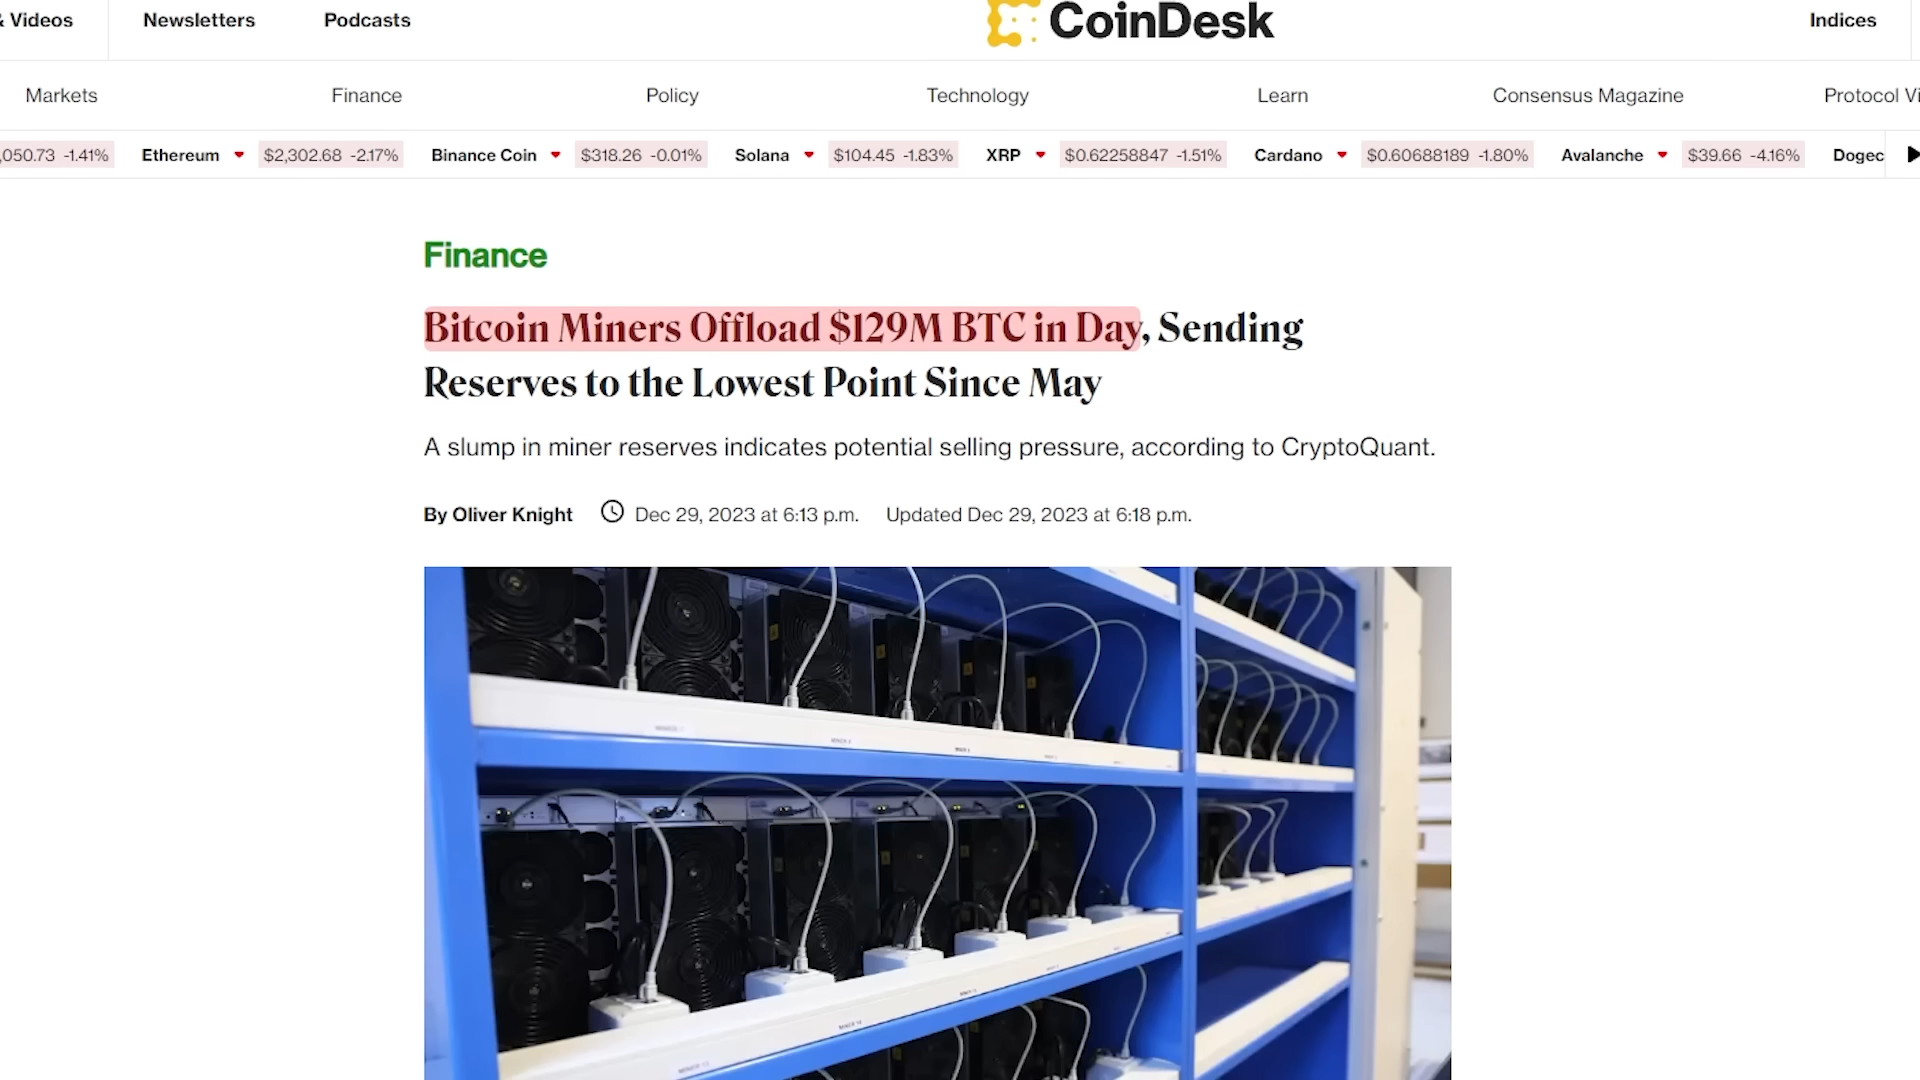 & Videos
Newsletters
Podcasts
CoinDesk
Indices
Markets
Finance
Policy
Technology
Learn
Consensus Magazine
Protocol Vi
,050.73 -1.41%
Ethereum $2,302.68 -2.17%
Binance Coin $318.26 -0.01%
Solana $104.45 -1.83%
XRP $0.62258847 -1.51%
Cardano $0.60688189 -1.80%
Avalanche $39.66 -4.16%
Dogec
Finance
Bitcoin Miners Offload $129M BTC in Day, Sending
Reserves to the Lowest Point Since May
A slump in miner reserves indicates potential selling pressure, according to CryptoQuant.
By Oliver Knight Dec 29, 2023 at 6:13 p.m. Updated Dec 29, 2023 at 6:18 p.m.